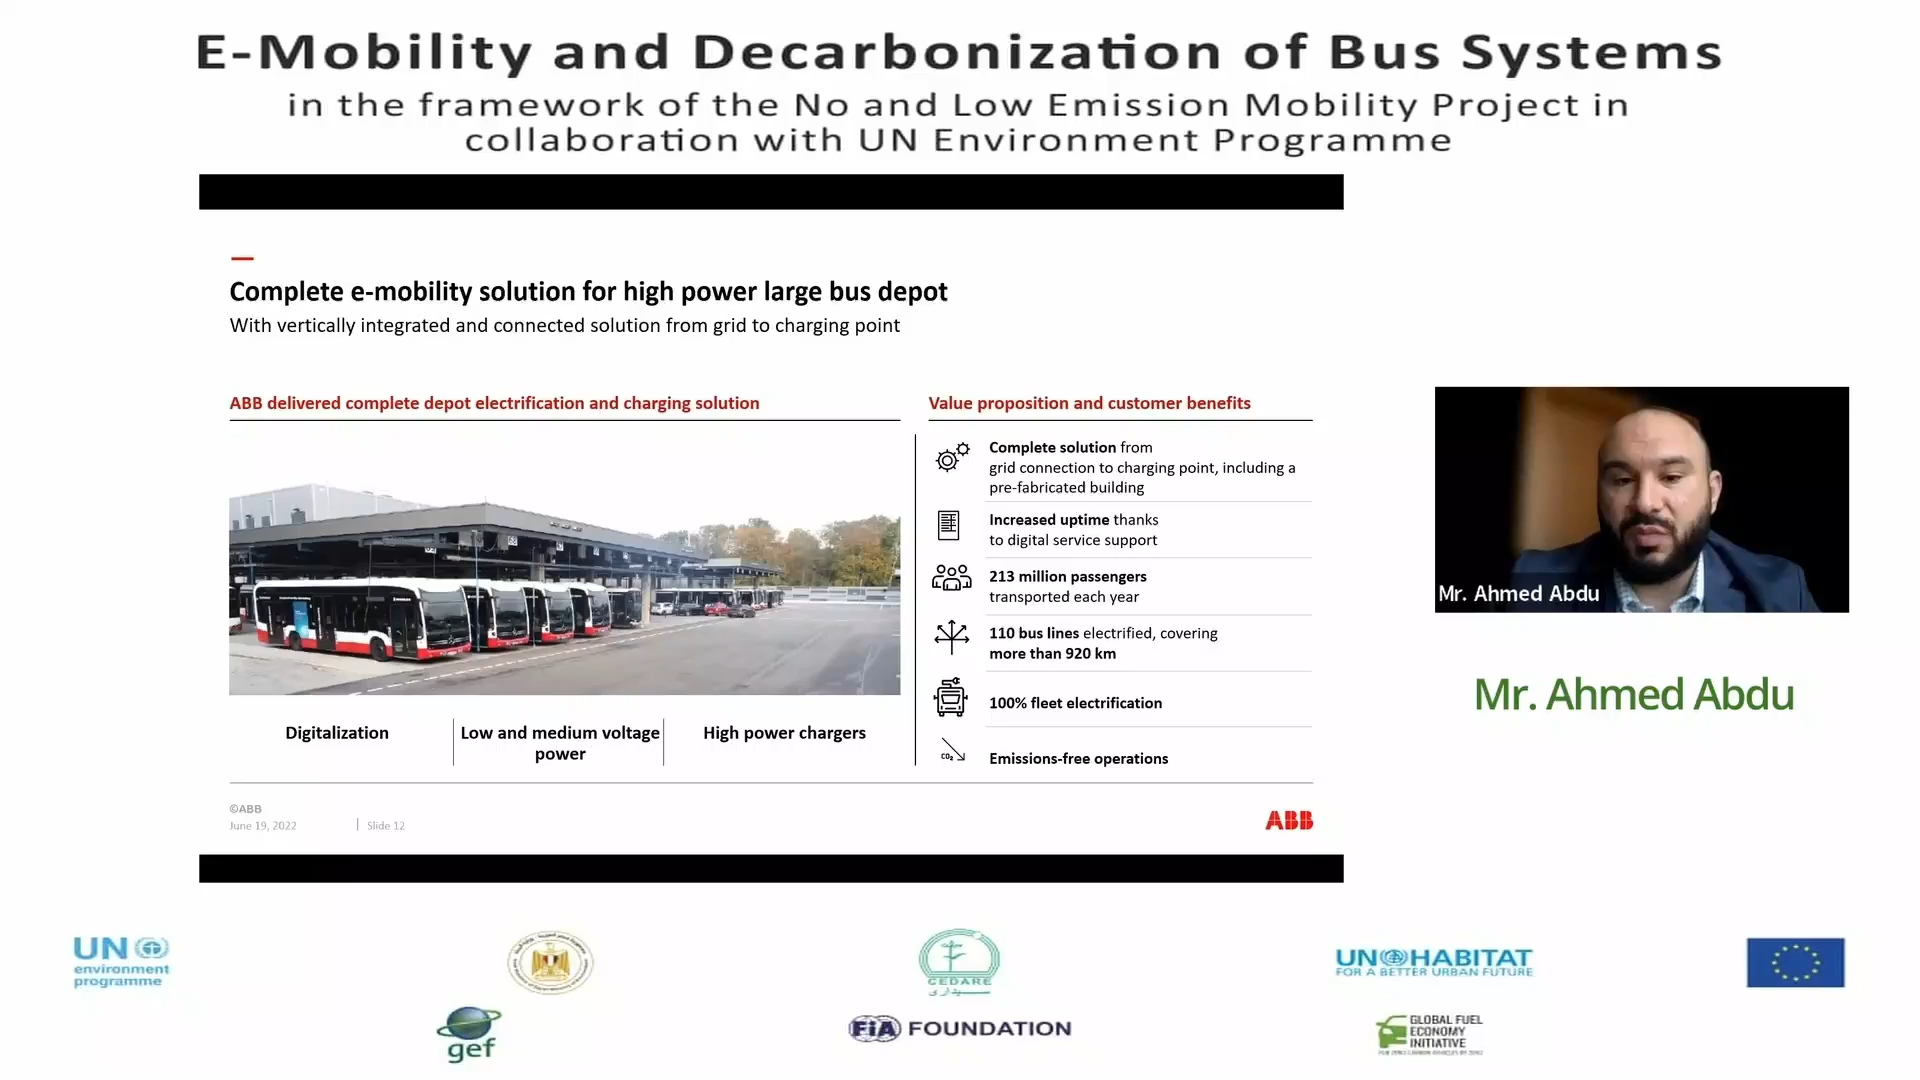 E-Mobility and Decarbonization of Bus Systems
in the framework of the No and Low Emission Mobility Project in
collaboration with UN Environment Programme
Complete e-mobility solution for high power large bus depot
With vertically integrated and connected solution from grid to charging point
ABB delivered complete depot electrification and charging solution
Digitalization
Low and medium voltage
power
High power chargers
Value proposition and customer benefits
Complete solution from
grid connection to charging point, including a
pre-fabricated building
Increased uptime thanks
to digital service support
213 million passengers
transported each year
110 bus lines electrified, covering
more than 920 km
100% fleet electrification
CO₂
Emissions-free operations
©ABB
June 19, 2022
Slide 12
ABB
Mr. Ahmed Abdu
Mr. Ahmed Abdu
UN
environment
programme
CEDARE
سيداري
UN HABITAT
FOR A BETTER URBAN FUTURE
gef
FiA FOUNDATION
GLOBAL FUEL
ECONOMY
INITIATIVE